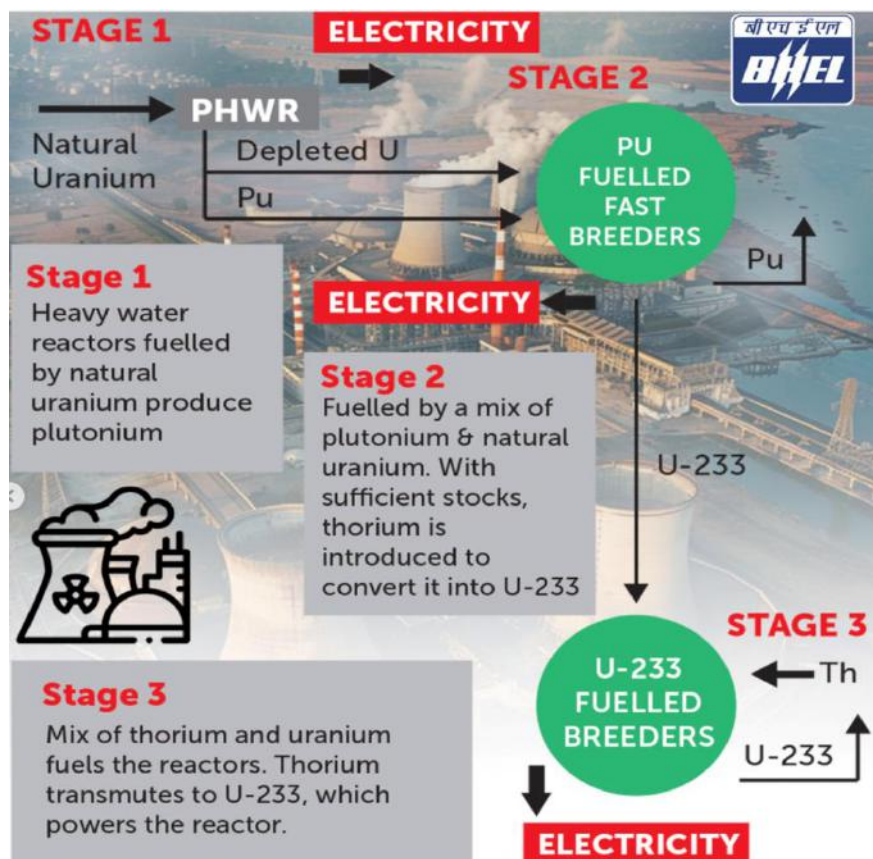 STAGE 1
ELECTRICITY
बी एच ई एल
BHEL
STAGE 2
PHWR
Natural
Uranium
Depleted U
Pu
PU
FUELLED
FAST
BREEDERS
Pu
Stage 1
Heavy water
reactors fuelled
by natural
uranium produce
plutonium
ELECTRICITY
Stage 2
Fuelled by a mix of
plutonium & natural
uranium. With
sufficient stocks,
thorium is
introduced to
convert it into U-233
U-233
STAGE 3
U-233
FUELLED
BREEDERS
Th
U-233
Stage 3
Mix of thorium and uranium
fuels the reactors. Thorium
transmutes to U-233, which
powers the reactor.
ELECTRICITY